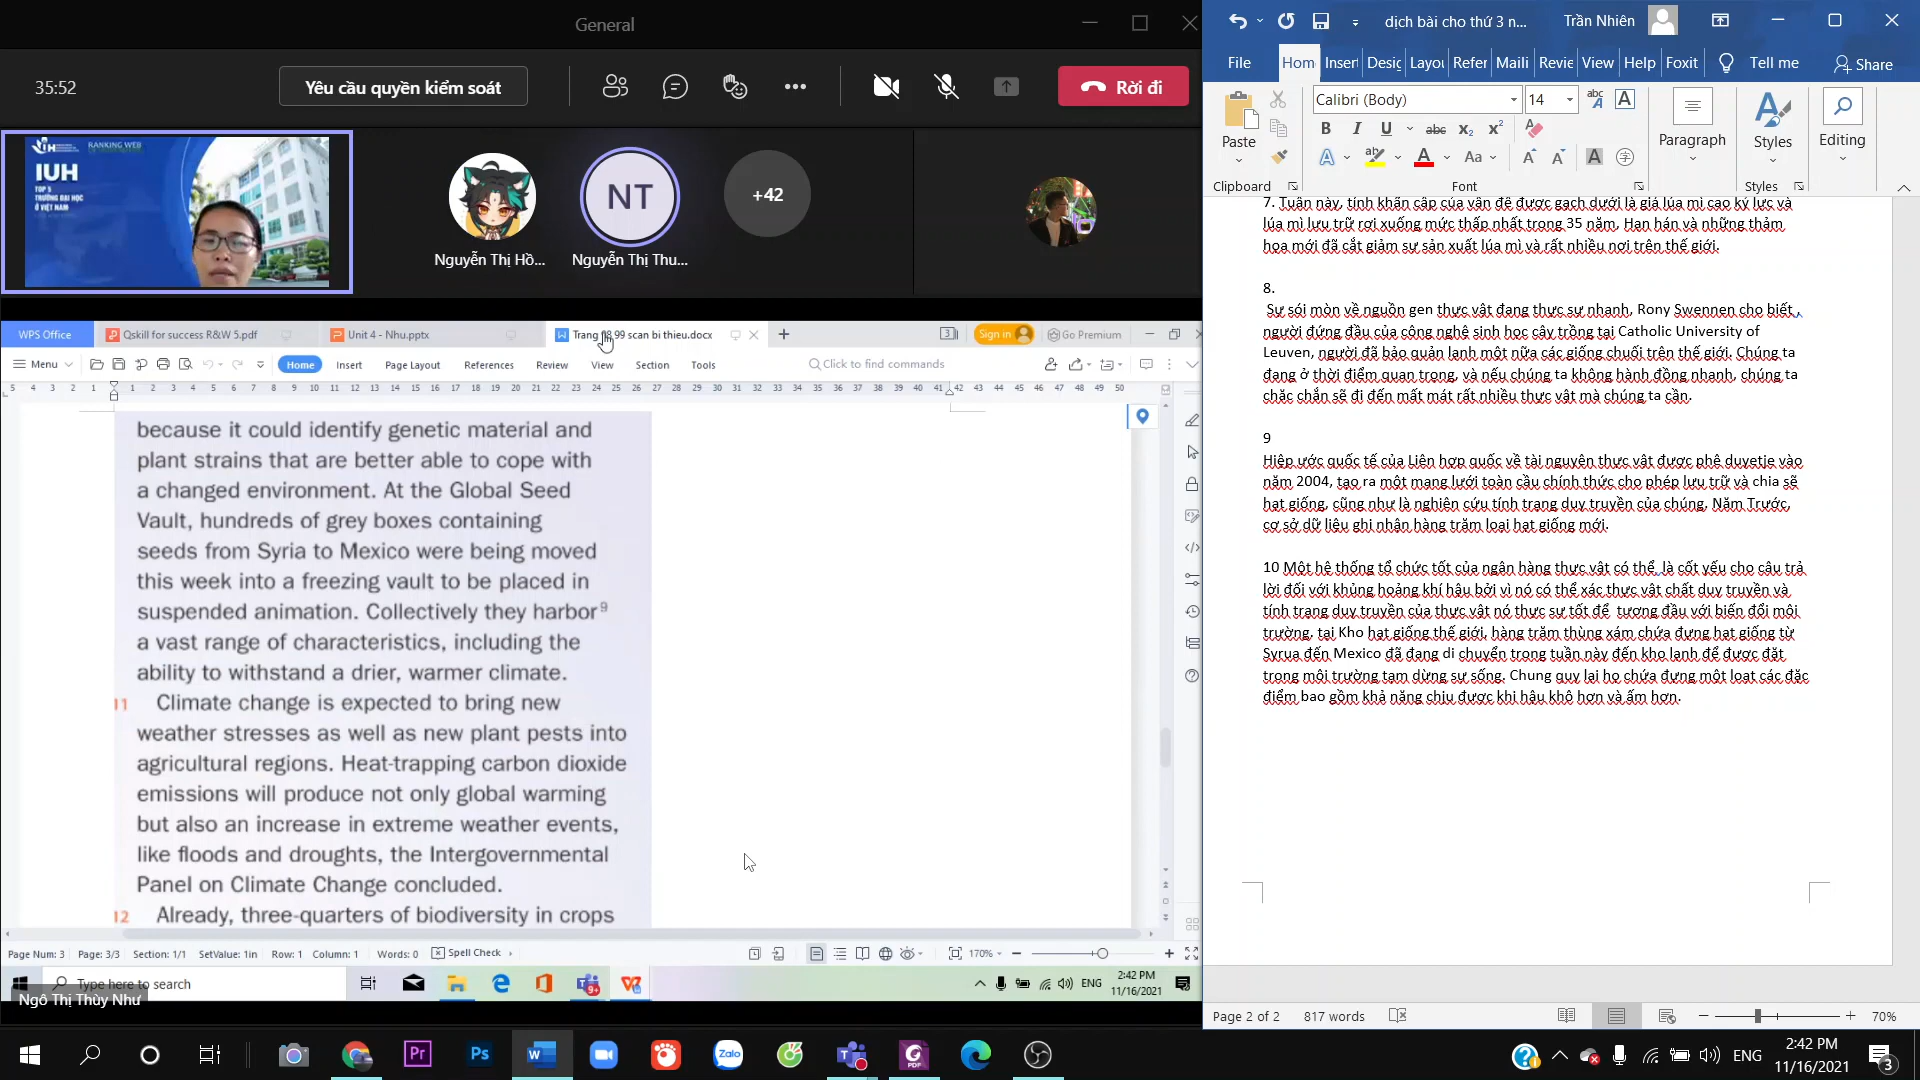 General
35:52
Yêu cầu quyền kiểm soát
Rời đi
RANKING WEB
IUH
TOP 5
TRƯỜNG ĐẠI HỌC
Ở VIỆT NAM
NT
+42
Nguyễn Thị Hồ...
Nguyễn Thị Thu...
WPS Office
Qskill for success R&W 5.pdf
Unit 4 - Nhu.pptx
Trang 98 99 scan bi thieu.docx
Sign in
Go Premium
Menu
Home
Insert
Page Layout
References
Review
View
Section
Tools
Click to find commands
because it could identify genetic material and
plant strains that are better able to cope with
a changed environment. At the Global Seed
Vault, hundreds of grey boxes containing
seeds from Syria to Mexico were being moved
this week into a freezing vault to be placed in
suspended animation. Collectively they harbor⁹
a vast range of characteristics, including the
ability to withstand a drier, warmer climate.
11 Climate change is expected to bring new
weather stresses as well as new plant pests into
agricultural regions. Heat-trapping carbon dioxide
emissions will produce not only global warming
but also an increase in extreme weather events,
like floods and droughts, the Intergovernmental
Panel on Climate Change concluded.
12 Already, three-quarters of biodiversity in crops
Page Num: 3 Page: 3/3 Section: 1/1 SetValue: 1in Row: 1 Column: 1 Words: 0 Spell Check
170%
Type here to search
ENG
2:42 PM
11/16/2021
Ngô Thị Thùy Như
dịch bài cho thứ 3 n...
Trần Nhiên
File
Hom
Insert
Desig
Layou
Refer
Maili
Revie
View
Help
Foxit
Tell me
Share
Calibri (Body)
14
Paste
Paragraph
Styles
Editing
Clipboard
Font
Styles
7. Tuần này, tính khẩn cấp của vấn đề được gạch dưới là giá lúa mì cao kỷ lực và
lúa mì lưu trữ rơi xuống mức thấp nhất trong 35 năm, Hạn hán và những thảm
họa mới đã cắt giảm sự sản xuất lúa mì và rất nhiều nơi trên thế giới.
8.
Sự sói mòn về nguồn gen thực vật đang thực sự nhanh, Rony Swennen cho biết ,
người đứng đầu của công nghệ sinh học cây trồng tại Catholic University of
Leuven, người đã bảo quản lạnh một nữa các giống chuối trên thế giới. Chúng ta
đang ở thời điểm quan trọng, và nếu chúng ta không hành động nhanh, chúng ta
chắc chắn sẽ đi đến mất mát rất nhiều thực vật mà chúng ta cần.
9
Hiệp ước quốc tế của Liên hợp quốc về tài nguyên thực vật được phê duyetje vào
năm 2004, tạo ra một mạng lưới toàn cầu chính thức cho phép lưu trữ và chia sẽ
hạt giống, cũng như là nghiên cứu tính trạng duy truyền của chúng, Năm Trước,
cơ sở dữ liệu ghi nhận hàng trăm loại hạt giống mới.
10 Một hệ thống tổ chức tốt của ngân hàng thực vật có thể là cốt yếu cho câu trả
lời đối với khủng hoảng khí hậu bởi vì nó có thể xác thực vật chất duy truyền và
tính trạng duy truyền của thực vật nó thực sự tốt để tương đầu với biến đổi môi
trường. tại Kho hạt giống thế giới, hàng trăm thùng xám chứa đựng hạt giống từ
Syrua đến Mexico đã đang di chuyển trong tuần này đến kho lạnh để được đặt
trong môi trường tạm dừng sự sống. Chung quy lại họ chứa đựng một loạt các đặc
điểm bao gồm khả năng chịu được khi hậu khô hơn và ấm hơn.
Page 2 of 2
817 words
70%
ENG
2:42 PM
11/16/2021
3